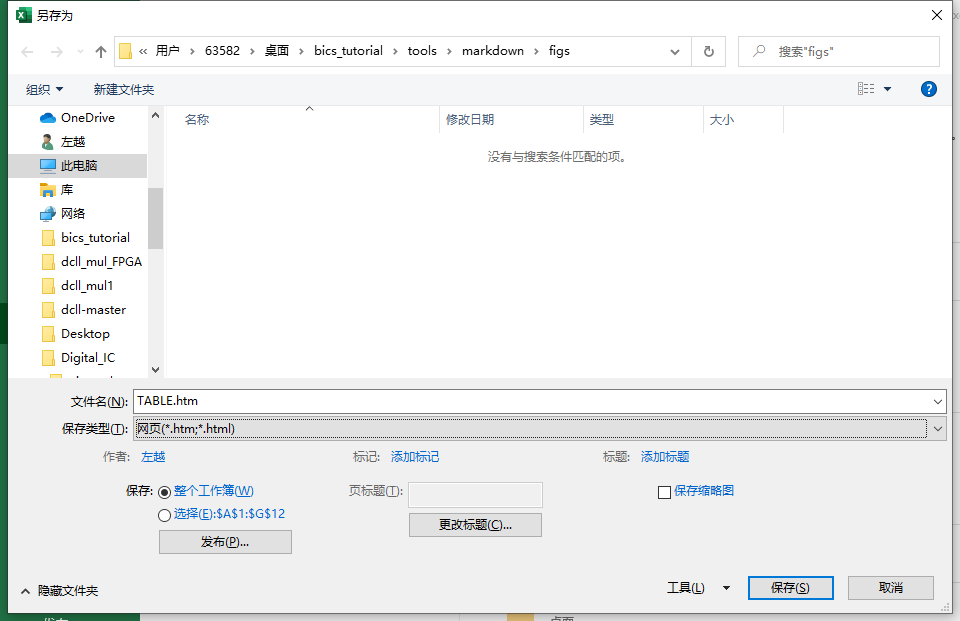 另存为
« 用户 › 63582 › 桌面 › bics_tutorial › tools › markdown › figs
搜索"figs"
组织
新建文件夹
名称
修改日期
类型
大小
没有与搜索条件匹配的项。
OneDrive
左越
此电脑
库
网络
bics_tutorial
dcll_mul_FPGA
dcll_mul1
dcll-master
Desktop
Digital_IC
文件名(N): TABLE.htm
保存类型(T): 网页(*.htm;*.html)
作者: 左越
标记: 添加标记
标题: 添加标题
保存: 整个工作簿(W)
页标题(T):
保存缩略图
选择(E):$A$1:$G$12
更改标题(C)...
发布(P)...
隐藏文件夹
工具(L)
保存(S)
取消